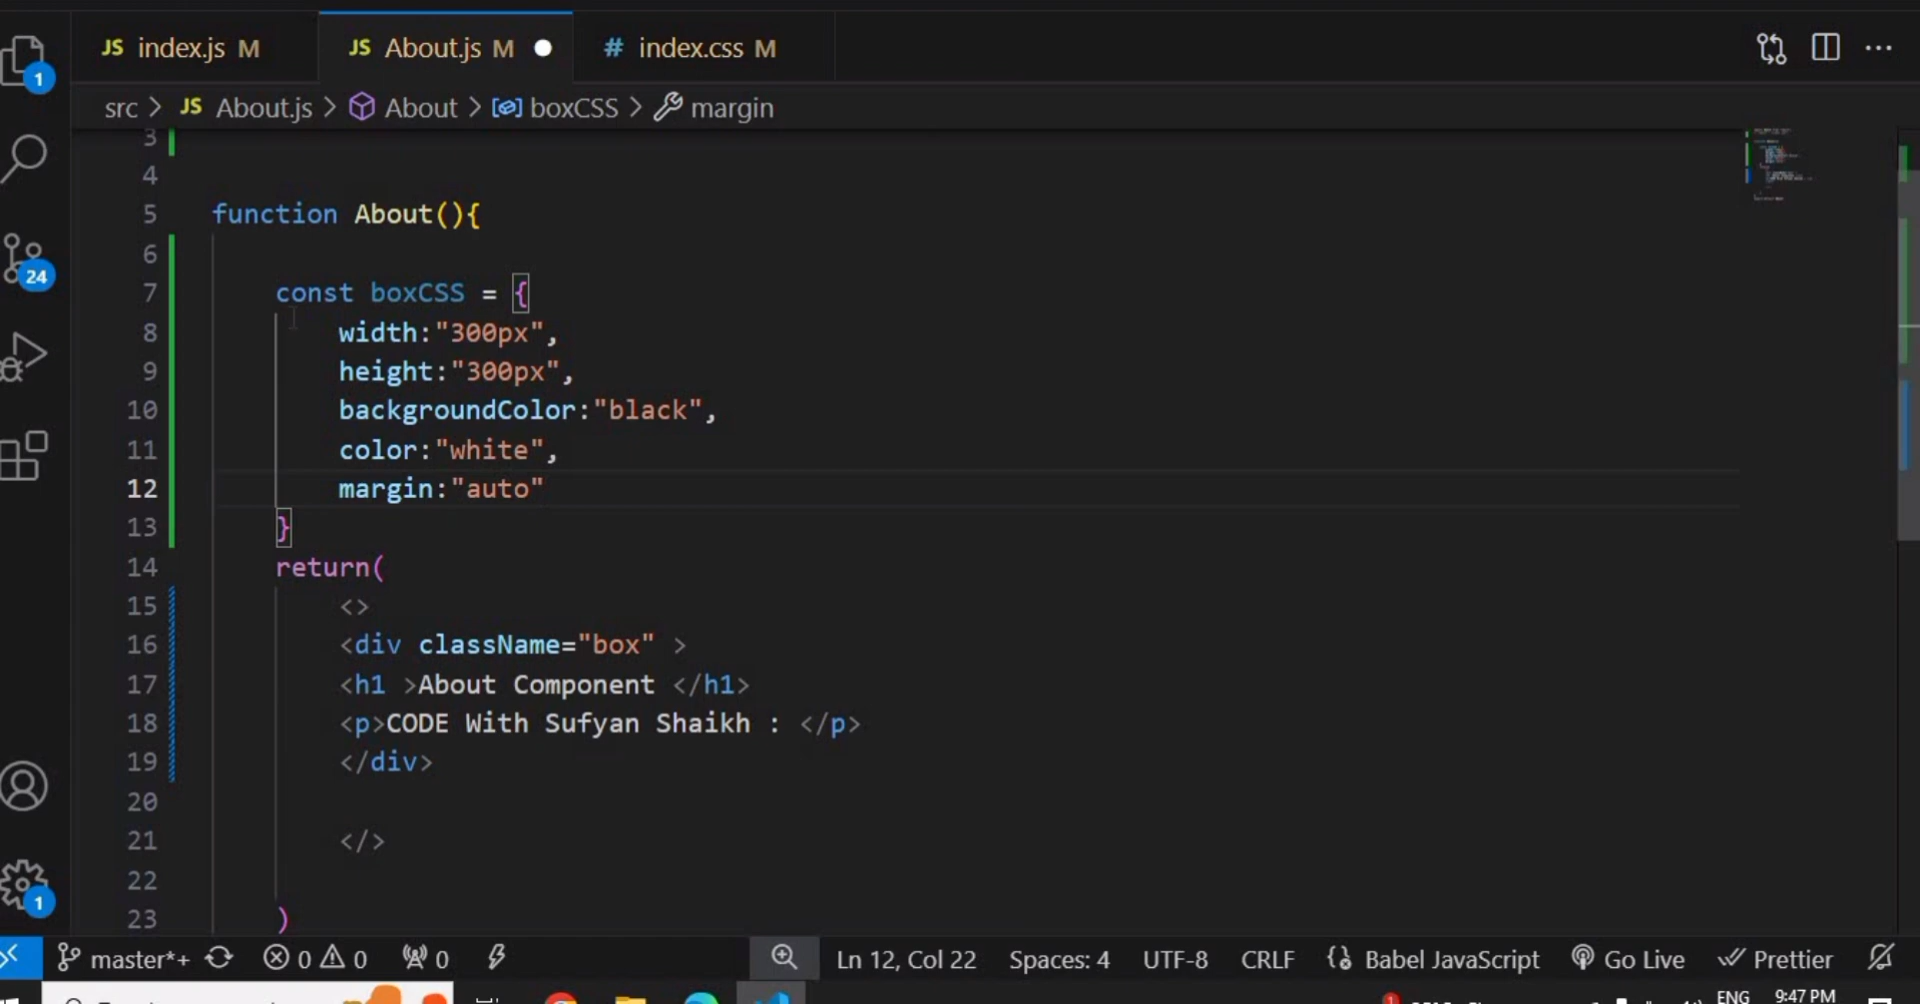 JS index.js M JS About.js M # index.css M
src > JS About.js > About > boxCSS > margin
1
3
4
5 function About(){
6
24
7 const boxCSS = {
8 width:"300px",
9 height:"300px",
10 backgroundColor:"black",
11 color:"white",
12 margin:"auto"
13 }
14 return(
15 <>
16 <div className="box" >
17 <h1 >About Component </h1>
18 <p>CODE With Sufyan Shaikh : </p>
19 </div>
20
21 </>
22
1
23 )
master*+ 0 0 0 Ln 12, Col 22 Spaces: 4 UTF-8 CRLF Babel JavaScript Go Live Prettier
1 ENG 9:47 PM